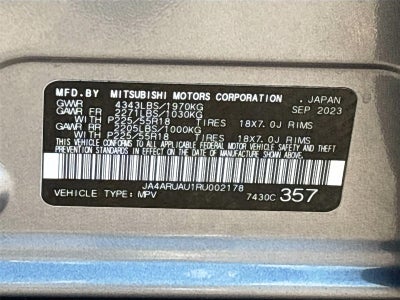 MFD.BY MITSUBISHI MOTORS CORPORATION , JAPAN
GVWR 4343LBS/1970KG SEP 2023
GAWR FR 2271LBS/1030KG
WITH P225/55R18 TIRES 18X7.0J RIMS
GAWR RR 2205LBS/1000KG
WITH P225/55R18 TIRES 18X7.0J RIMS
THIS VEHICLE CONFORMS TO ALL APPLICABLE FEDERAL MOTOR VEHICLE SAFETY AND THEFT
PREVENTION STANDARDS IN EFFECT ON THE DATE OF MANUFACTURE SHOWN ABOVE.
JA4ARUAU1RU002178
VEHICLE TYPE: MPV 7430C 357